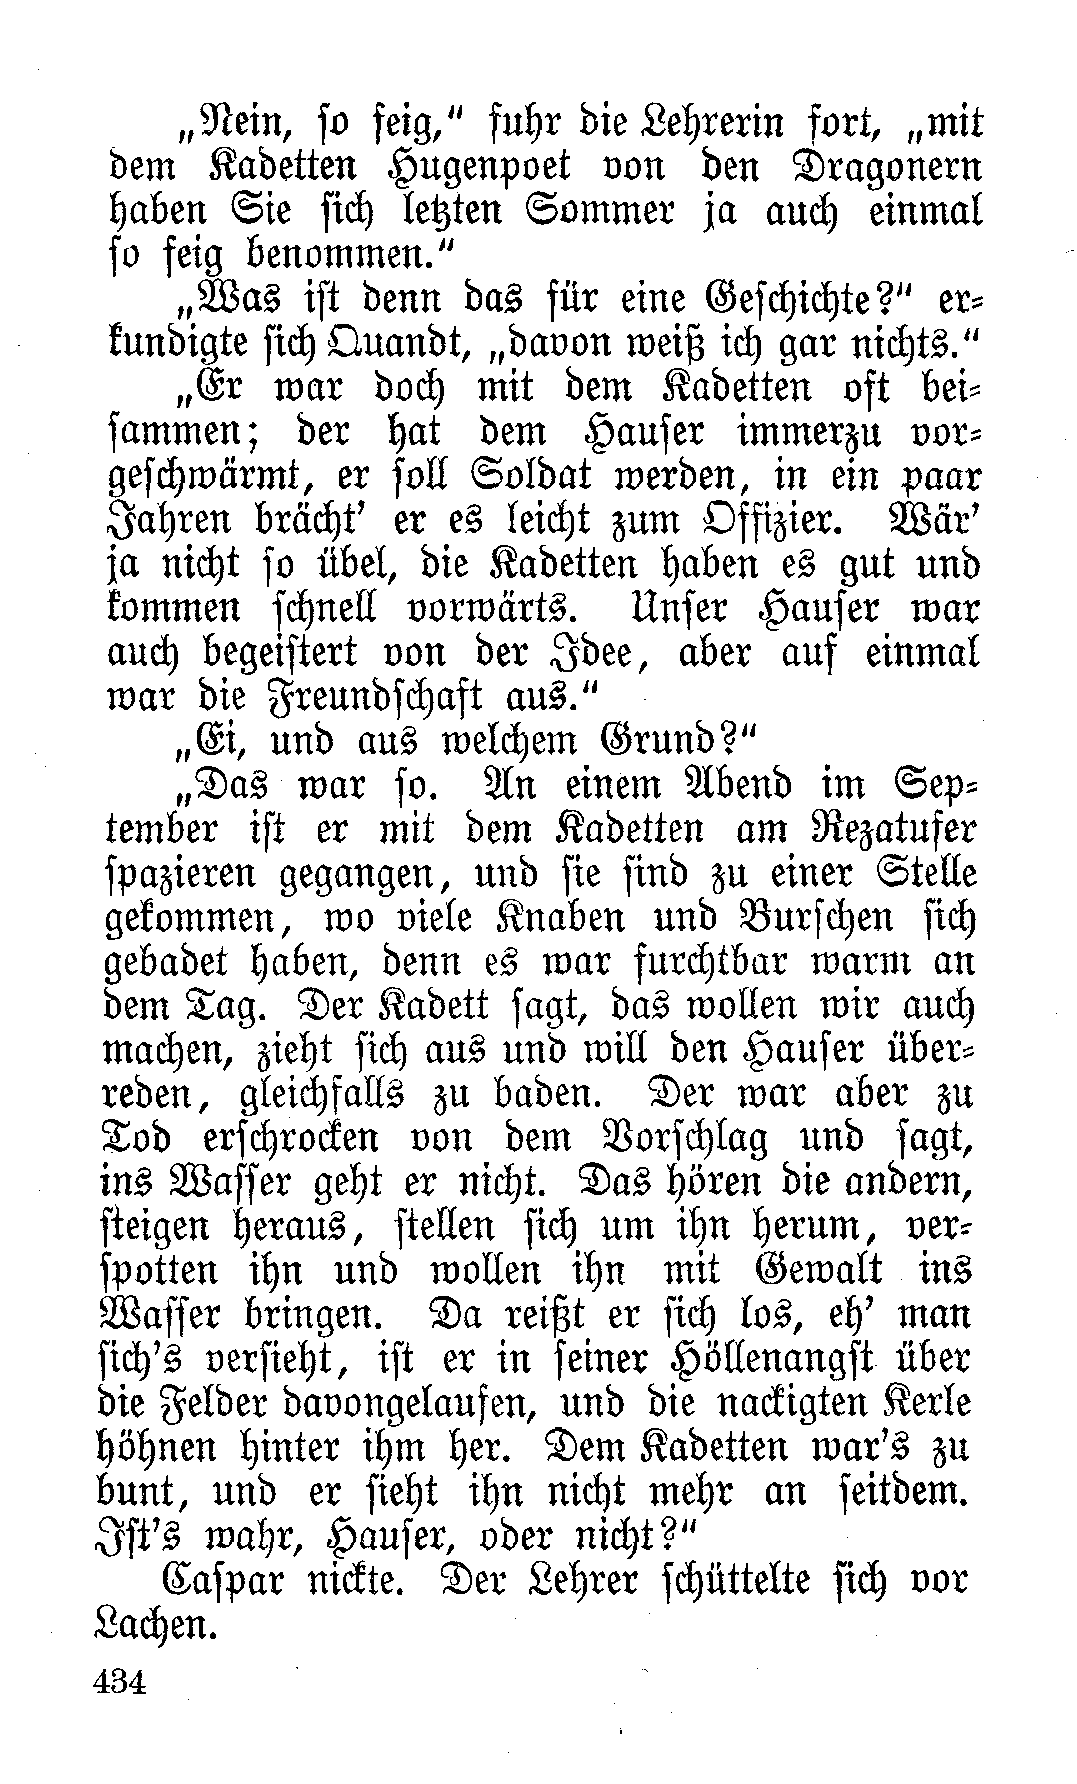 „Nein, so feig,“ fuhr die Lehrerin fort, „mit
dem Kadetten Hugenpoet von den Dragonern
haben Sie sich letzten Sommer ja auch einmal
so feig benommen.“
„Was ist denn das für eine Geschichte?“ er-
kundigte sich Quandt, „davon weiß ich gar nichts.“
„Er war doch mit dem Kadetten oft bei-
sammen; der hat dem Hauser immerzu vor-
geschwärmt, er soll Soldat werden, in ein paar
Jahren brächt’ er es leicht zum Offizier. Wär’
ja nicht so übel, die Kadetten haben es gut und
kommen schnell vorwärts. Unser Hauser war
auch begeistert von der Idee, aber auf einmal
war die Freundschaft aus.“
„Ei, und aus welchem Grund?“
„Das war so. An einem Abend im Sep-
tember ist er mit dem Kadetten am Rezatufer
spazieren gegangen, und sie sind zu einer Stelle
gekommen, wo viele Knaben und Burschen sich
gebadet haben, denn es war furchtbar warm an
dem Tag. Der Kadett sagt, das wollen wir auch
machen, zieht sich aus und will den Hauser über-
reden, gleichfalls zu baden. Der war aber zu
Tod erschrocken von dem Vorschlag und sagt,
ins Wasser geht er nicht. Das hören die andern,
steigen heraus, stellen sich um ihn herum, ver-
spotten ihn und wollen ihn mit Gewalt ins
Wasser bringen. Da reißt er sich los, eh’ man
sich’s versieht, ist er in seiner Höllenangst über
die Felder davongelaufen, und die nackigten Kerle
höhnen hinter ihm her. Dem Kadetten war’s zu
bunt, und er sieht ihn nicht mehr an seitdem.
Ist’s wahr, Hauser, oder nicht?“
Caspar nickte. Der Lehrer schüttelte sich vor
Lachen.
434